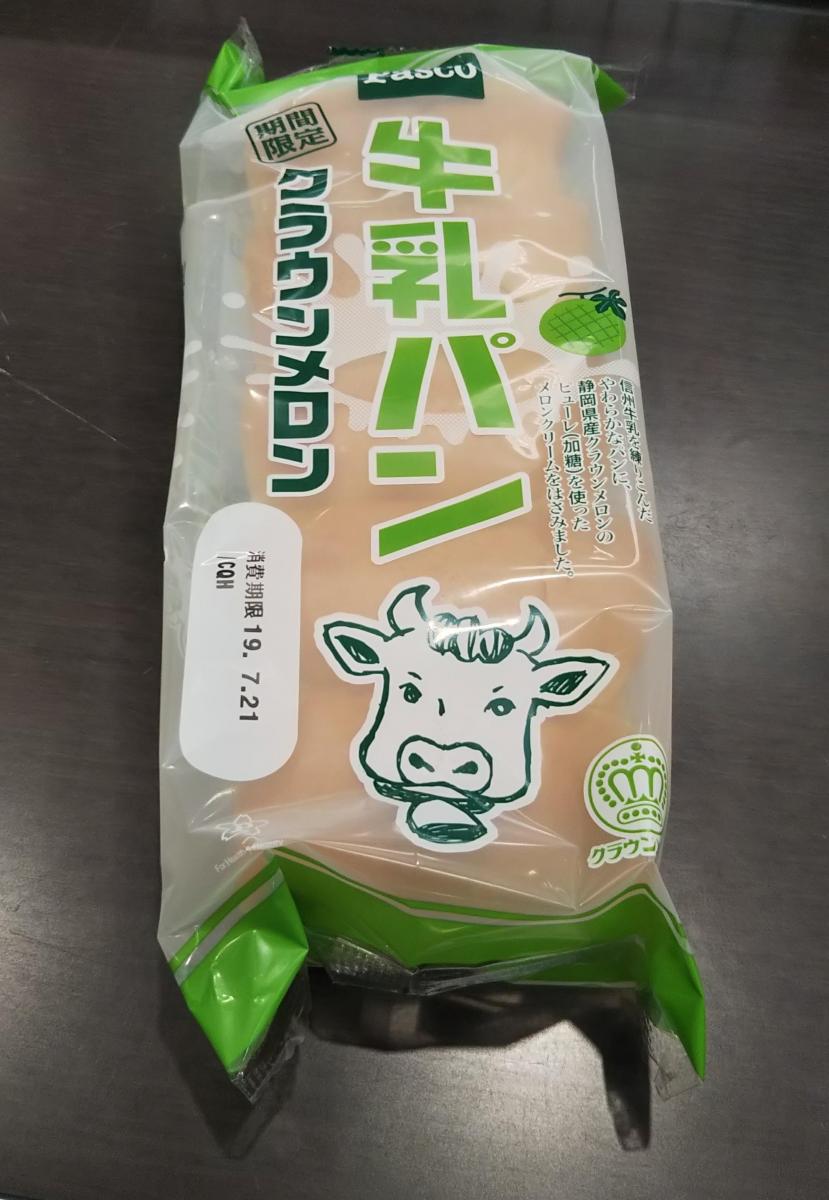 Pasco
期間
限定
牛乳パン
クラウンメロン
信州牛乳を練りこんだ
やわらかなパンに、
静岡県産クラウンメロンの
ピューレ(加糖)を使った
メロンクリームをはさみました。
消費期限 19. 7.21
/CQH
クラウン